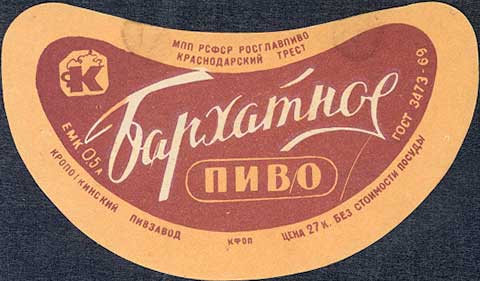 МПП РСФСР РОСГЛАВПИВО
КРАСНОДАРСКИЙ ТРЕСТ
К
Бархатное
ПИВО
ЕМК 0,5 Л
ГОСТ 3473-69
КРОПОТКИНСКИЙ ПИВЗАВОД
КФОП
ЦЕНА 27 К. БЕЗ СТОИМОСТИ ПОСУДЫ